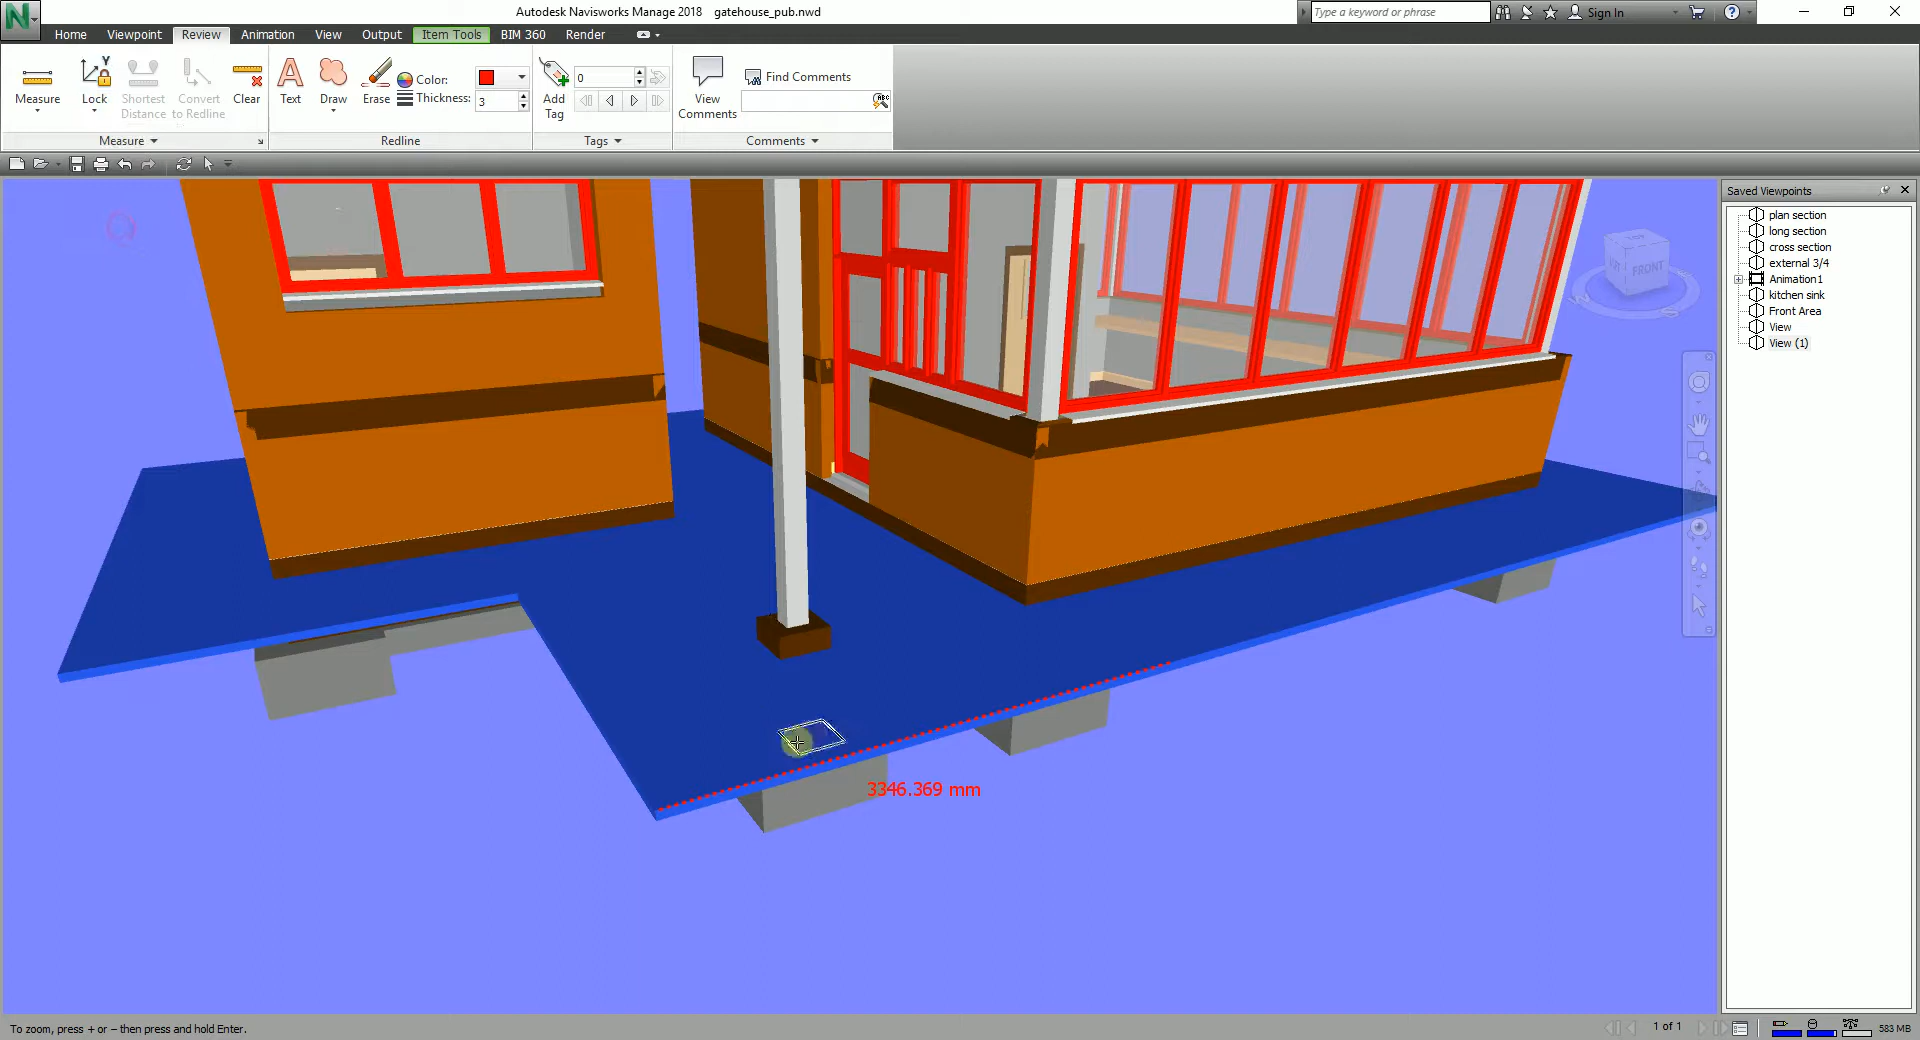 Autodesk Navisworks Manage 2018 gatehouse_pub.nwd
Type a keyword or phrase
Sign In
Home Viewpoint Review Animation View Output Item Tools BIM 360 Render
Measure
Lock
Shortest Distance
Convert to Redline
Clear
Text
Draw
Erase
Color:
Thickness: 3
Add Tag
0
View Comments
Find Comments
Measure
Redline
Tags
Comments
Saved Viewpoints
plan section
long section
cross section
external 3/4
Animation1
kitchen sink
Front Area
View
View (1)
FRONT
3346.369 mm
To zoom, press + or – then press and hold Enter.
1 of 1
583 MB